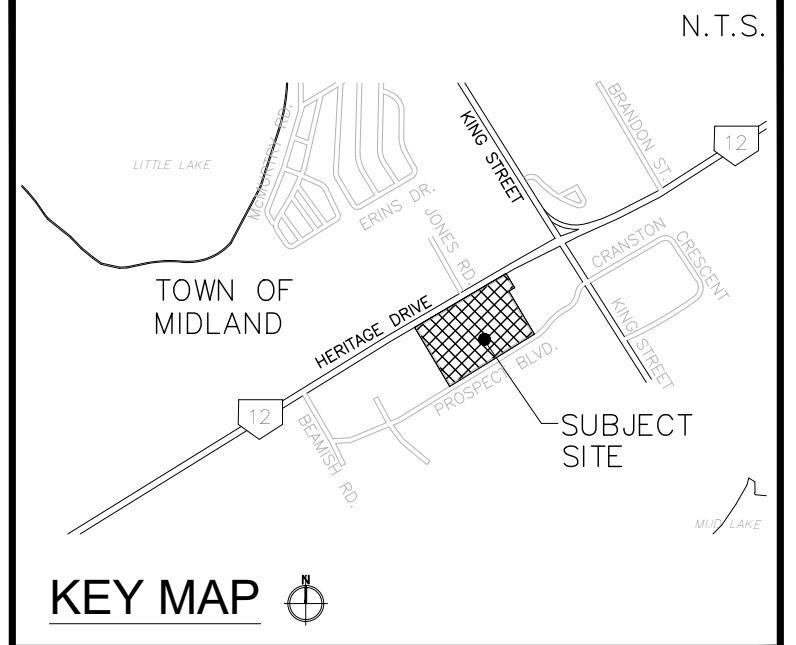 N.T.S.
McMURTRY RD.
KING STREET
BRANDON ST.
12
LITTLE LAKE
ERINS DR.
JONES RD.
CRANSTON
CRESCENT
TOWN OF
MIDLAND
HERITAGE DRIVE
KING STREET
PROSPECT BLVD.
12
BEAMISH RD.
SUBJECT
SITE
MUD LAKE
KEY MAP
N